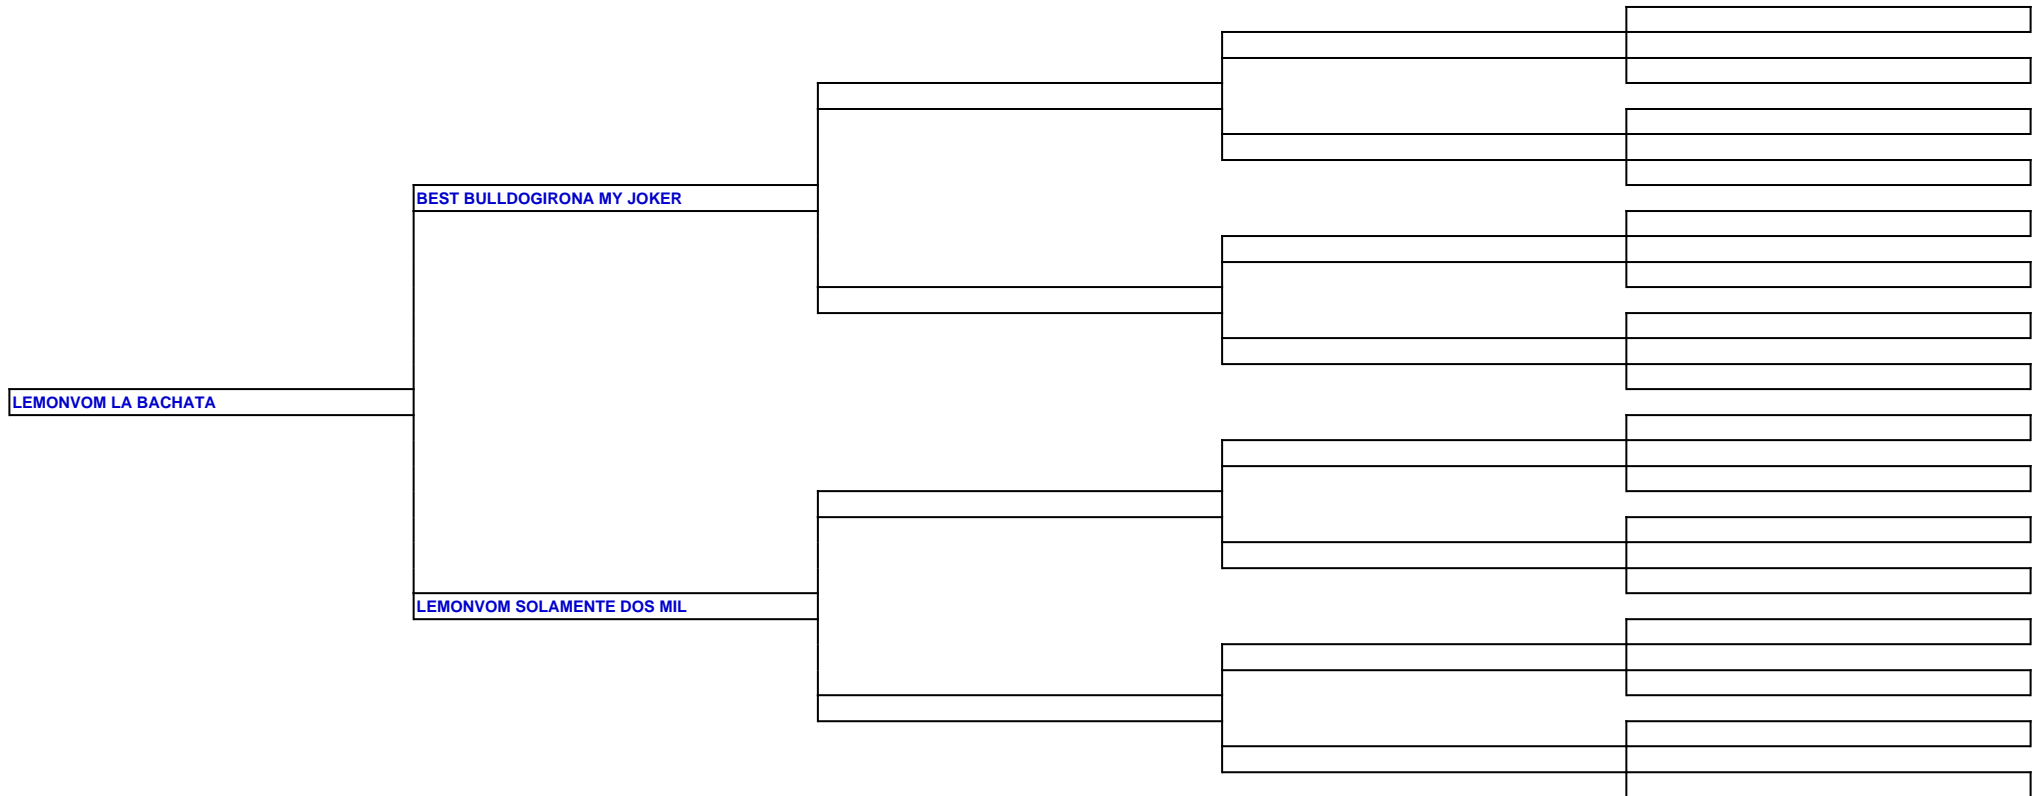 BEST BULLDOGIRONA MY JOKER
LEMONVOM LA BACHATA
LEMONVOM SOLAMENTE DOS MIL